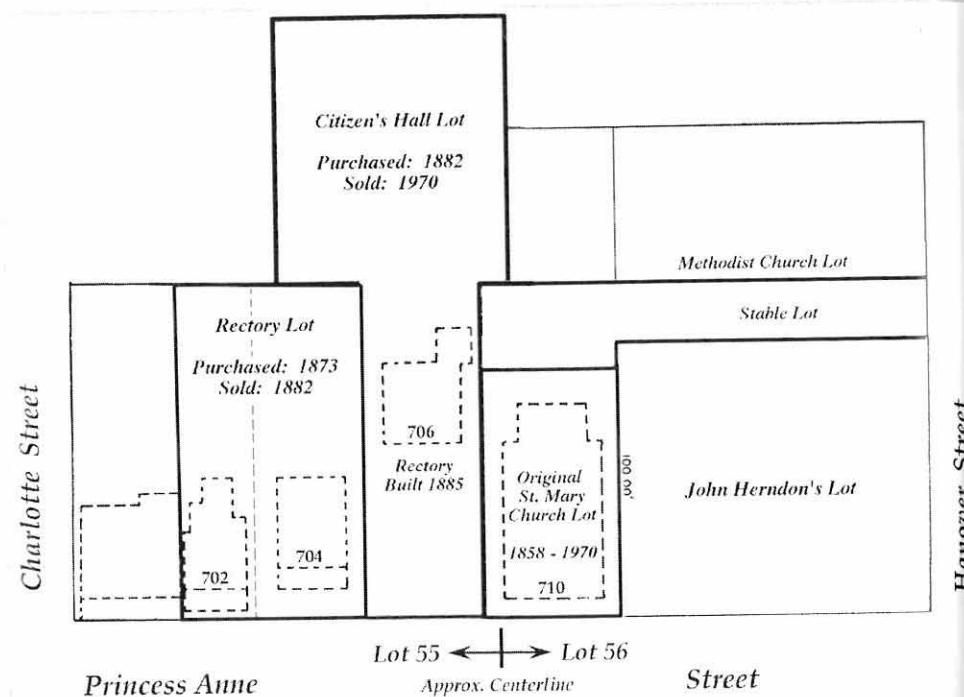 Citizen's Hall Lot
Purchased: 1882
Sold: 1970
Methodist Church Lot
Stable Lot
Rectory Lot
Purchased: 1873
Sold: 1882
706
Rectory
Built 1885
Original
St. Mary
Church Lot
1858 - 1970
710
100.00'
John Herndon's Lot
702
704
Charlotte Street
Hanover Street
Lot 55
Lot 56
Approx. Centerline
Princess Anne
Street